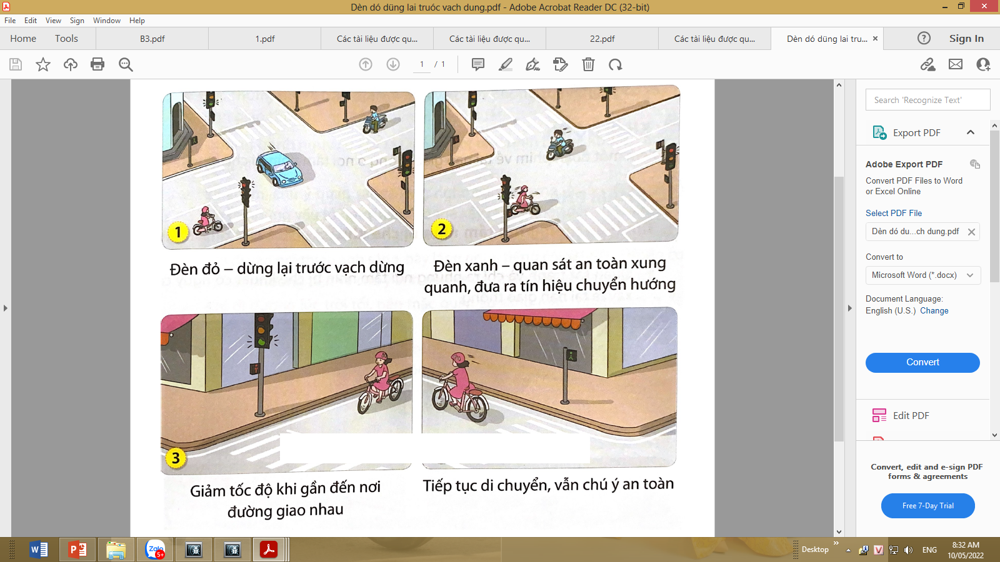 Dèn dó dùng lai truóc vach dung.pdf - Adobe Acrobat Reader DC (32-bit)
File Edit View Sign Window Help
Home Tools B3.pdf 1.pdf Các tài liệu được qu... Các tài liệu được qu... 22.pdf Các tài liệu được qu... Dèn dó dùng lai tru... × Sign In
1 / 1
Search 'Recognize Text'
Export PDF
Adobe Export PDF
Convert PDF Files to Word
or Excel Online
Select PDF File
Dèn dó du...ch dung.pdf
Convert to
Microsoft Word (*.docx)
Document Language:
English (U.S.) Change
Convert
Edit PDF
Convert, edit and e-sign PDF
forms & agreements
Free 7-Day Trial
1
Đèn đỏ – dừng lại trước vạch dừng
2
Đèn xanh – quan sát an toàn xung
quanh, đưa ra tín hiệu chuyển hướng
3
Giảm tốc độ khi gần đến nơi
đường giao nhau
Tiếp tục di chuyển, vẫn chú ý an toàn
Zalo 5+
Desktop » ENG 8:32 AM
10/05/2022